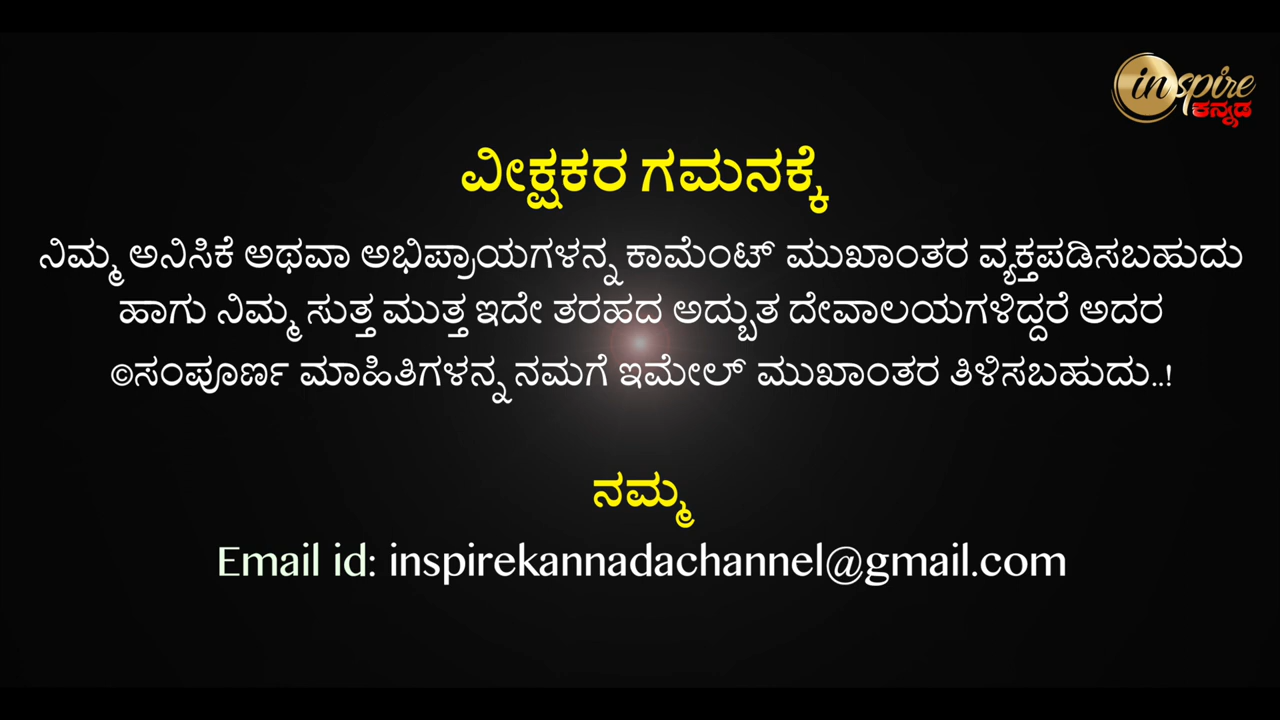 inspire
ಕನ್ನಡ
ವೀಕ್ಷಕರ ಗಮನಕ್ಕೆ
ನಿಮ್ಮ ಅನಿಸಿಕೆ ಅಥವಾ ಅಭಿಪ್ರಾಯಗಳನ್ನ ಕಾಮೆಂಟ್ ಮುಖಾಂತರ ವ್ಯಕ್ತಪಡಿಸಬಹುದು
ಹಾಗು ನಿಮ್ಮ ಸುತ್ತ ಮುತ್ತ ಇದೇ ತರಹದ ಅದ್ಬುತ ದೇವಾಲಯಗಳಿದ್ದರೆ ಅದರ
©ಸಂಪೂರ್ಣ ಮಾಹಿತಿಗಳನ್ನ ನಮಗೆ ಇಮೇಲ್ ಮುಖಾಂತರ ತಿಳಿಸಬಹುದು..!
ನಮ್ಮ
Email id: inspirekannadachannel@gmail.com